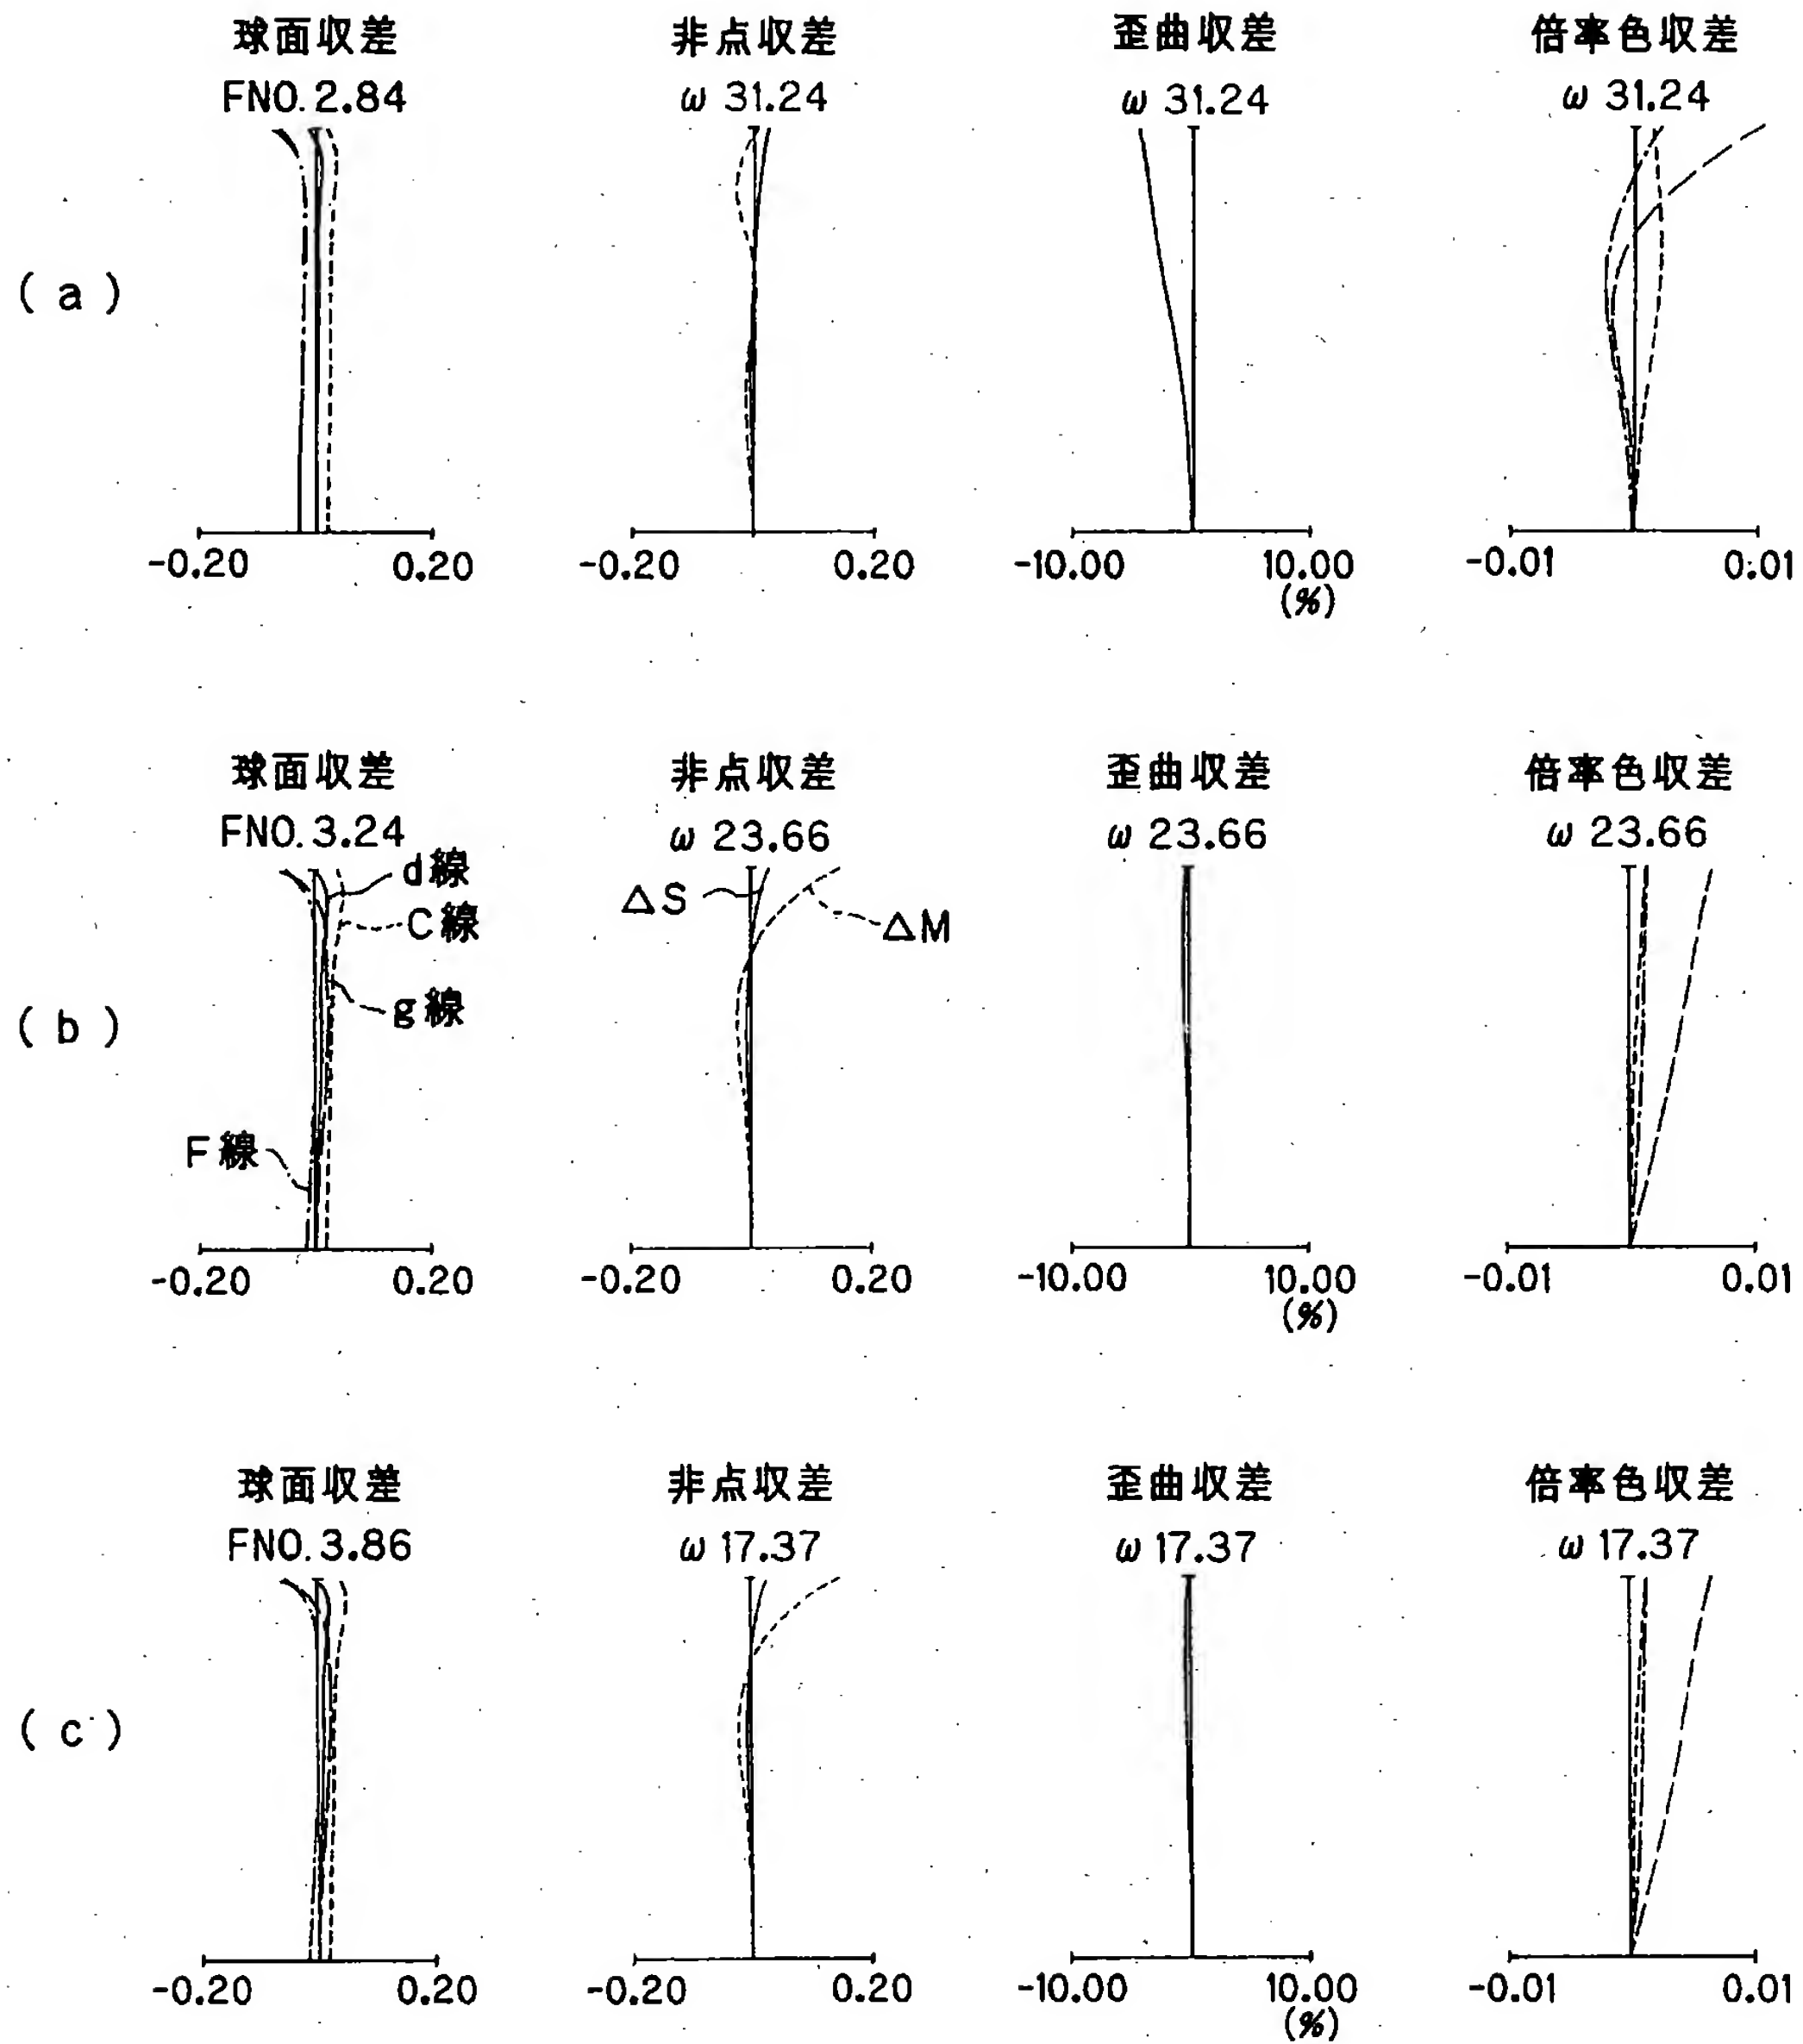 球面収差
非点収差
歪曲収差
倍率色収差
FNO. 2.84
ω 31.24
ω 31.24
ω 31.24
( a )
-0.20
0.20
-0.20
0.20
-10.00
10.00
(%)
-0.01
0.01
球面収差
非点収差
歪曲収差
倍率色収差
FNO. 3.24
ω 23.66
ω 23.66
ω 23.66
d線
C線
g線
F線
△S
△M
( b )
-0.20
0.20
-0.20
0.20
-10.00
10.00
(%)
-0.01
0.01
球面収差
非点収差
歪曲収差
倍率色収差
FNO. 3.86
ω 17.37
ω 17.37
ω 17.37
( c )
-0.20
0.20
-0.20
0.20
-10.00
10.00
(%)
-0.01
0.01